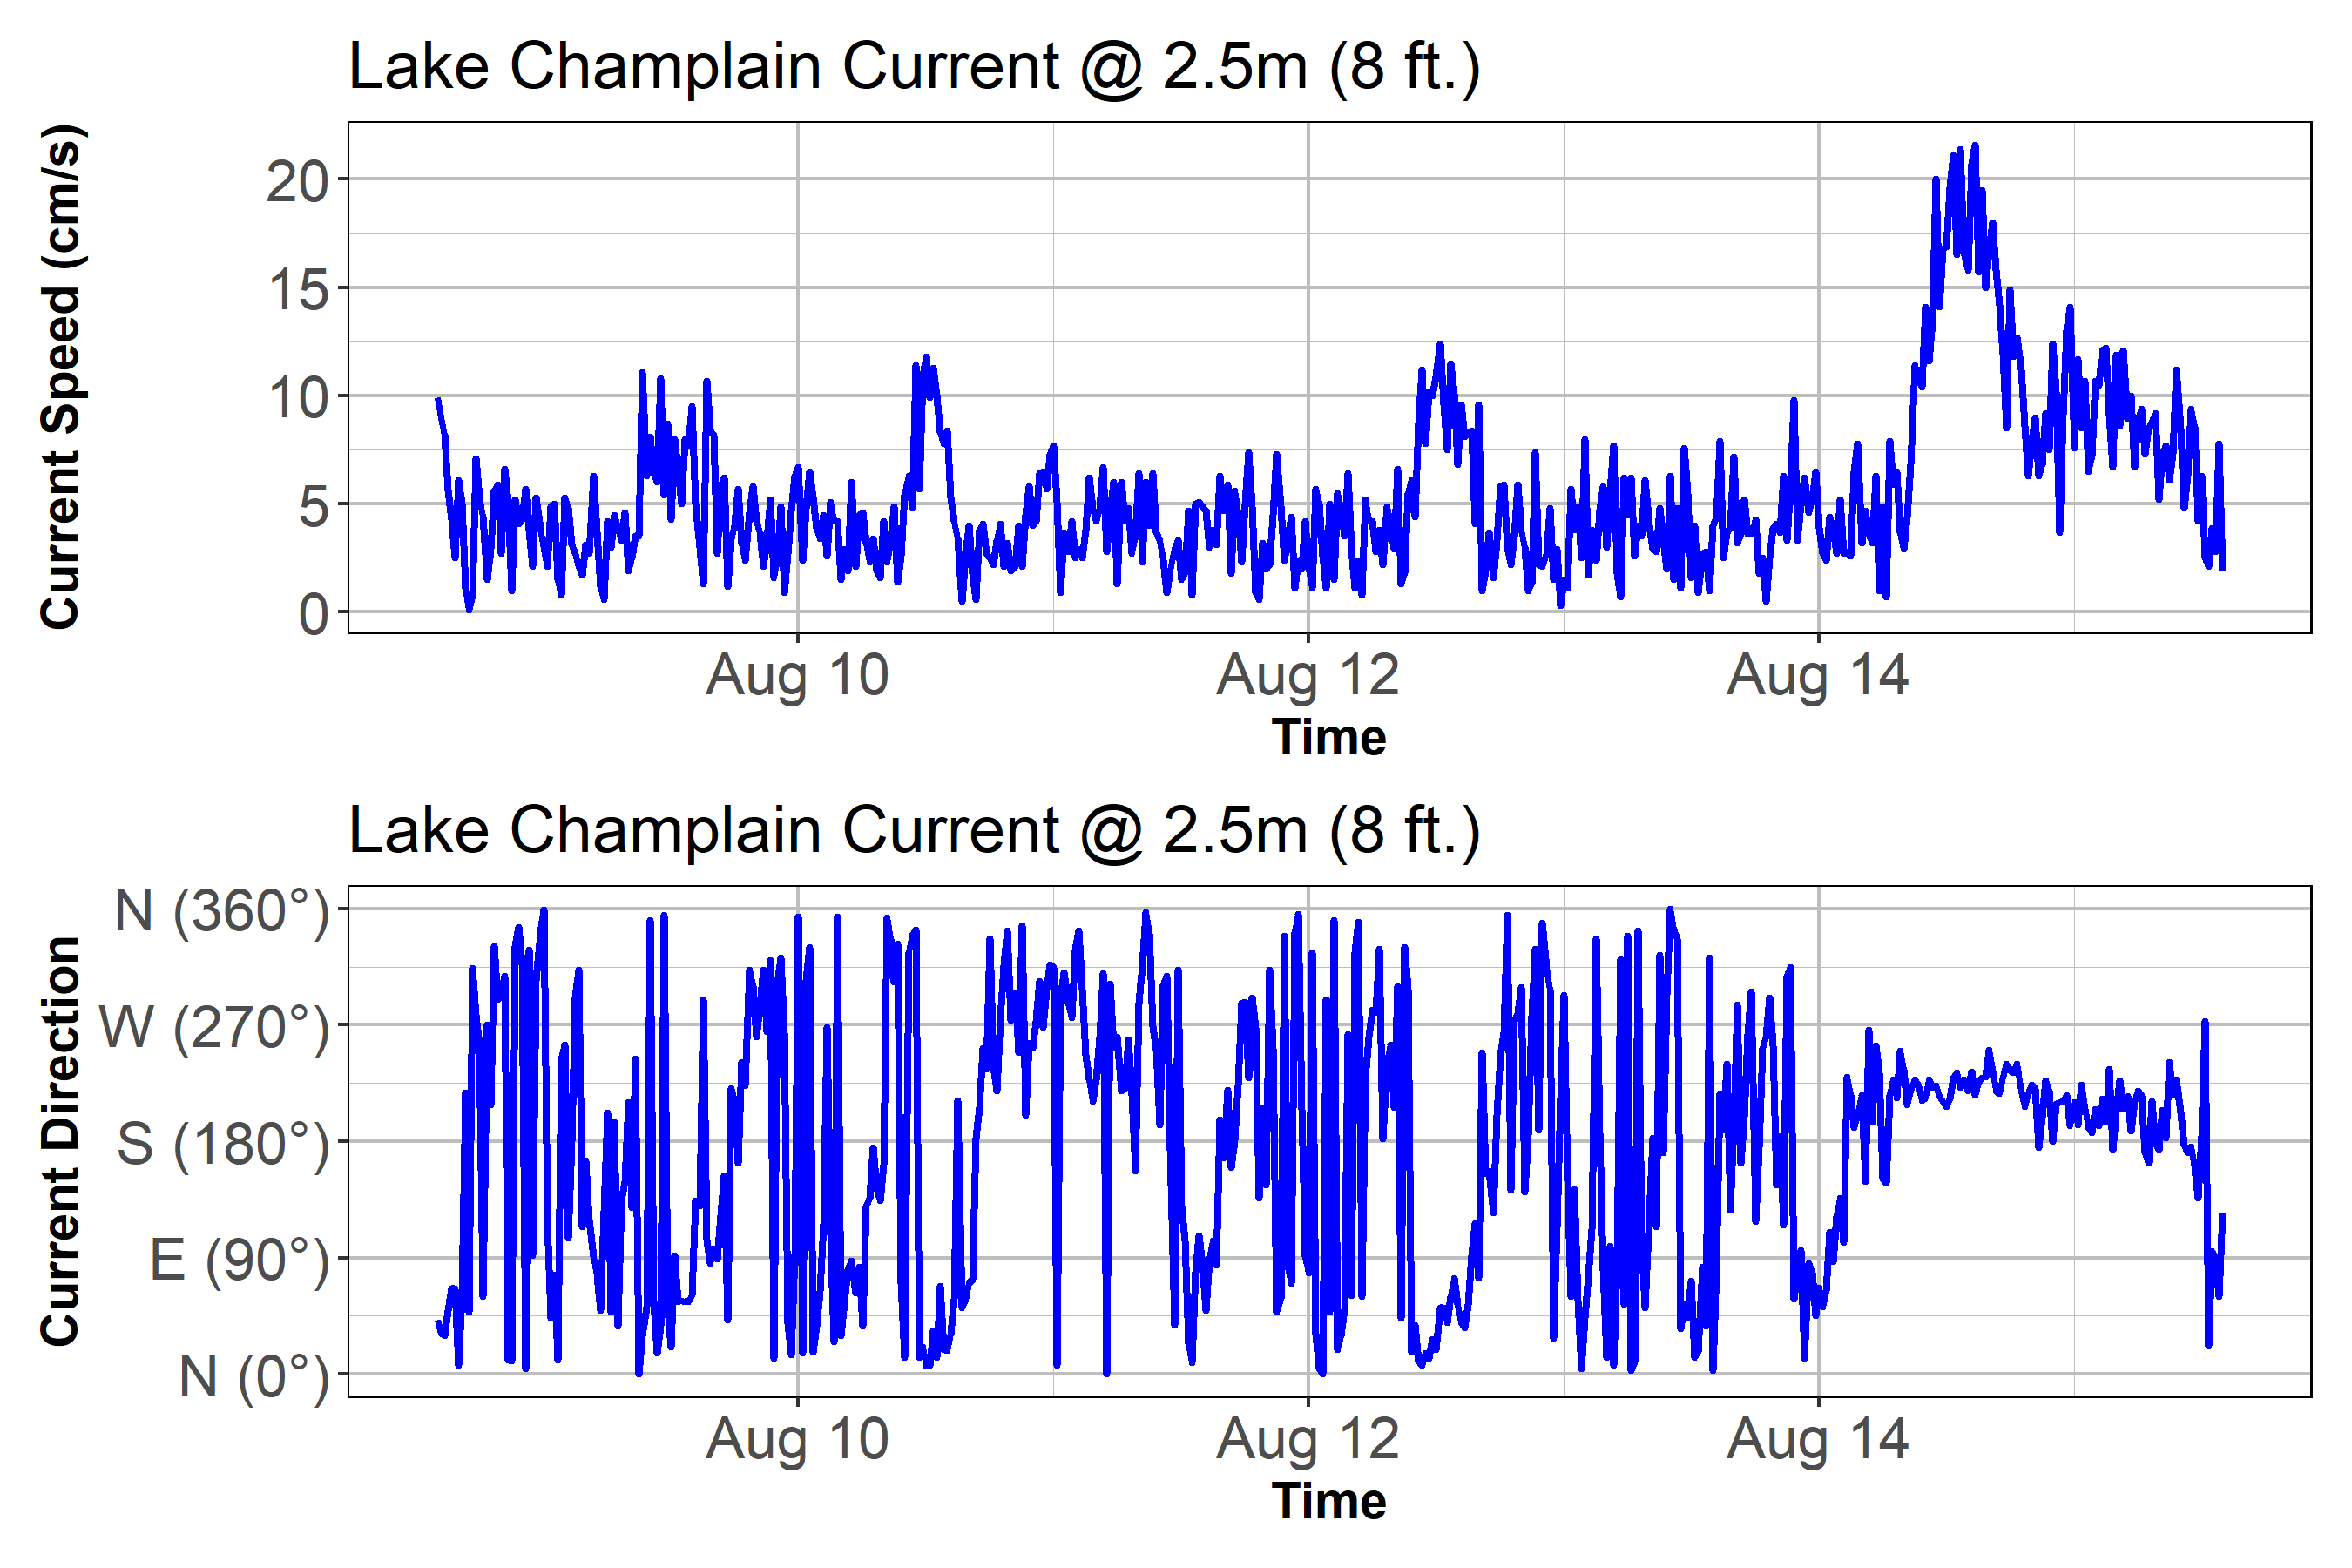 Lake Champlain Current @ 2.5m (8 ft.)
Current Speed (cm/s)
20
15
10
5
0
Aug 10
Aug 12
Aug 14
Time
Lake Champlain Current @ 2.5m (8 ft.)
Current Direction
N (360°)
W (270°)
S (180°)
E (90°)
N (0°)
Aug 10
Aug 12
Aug 14
Time